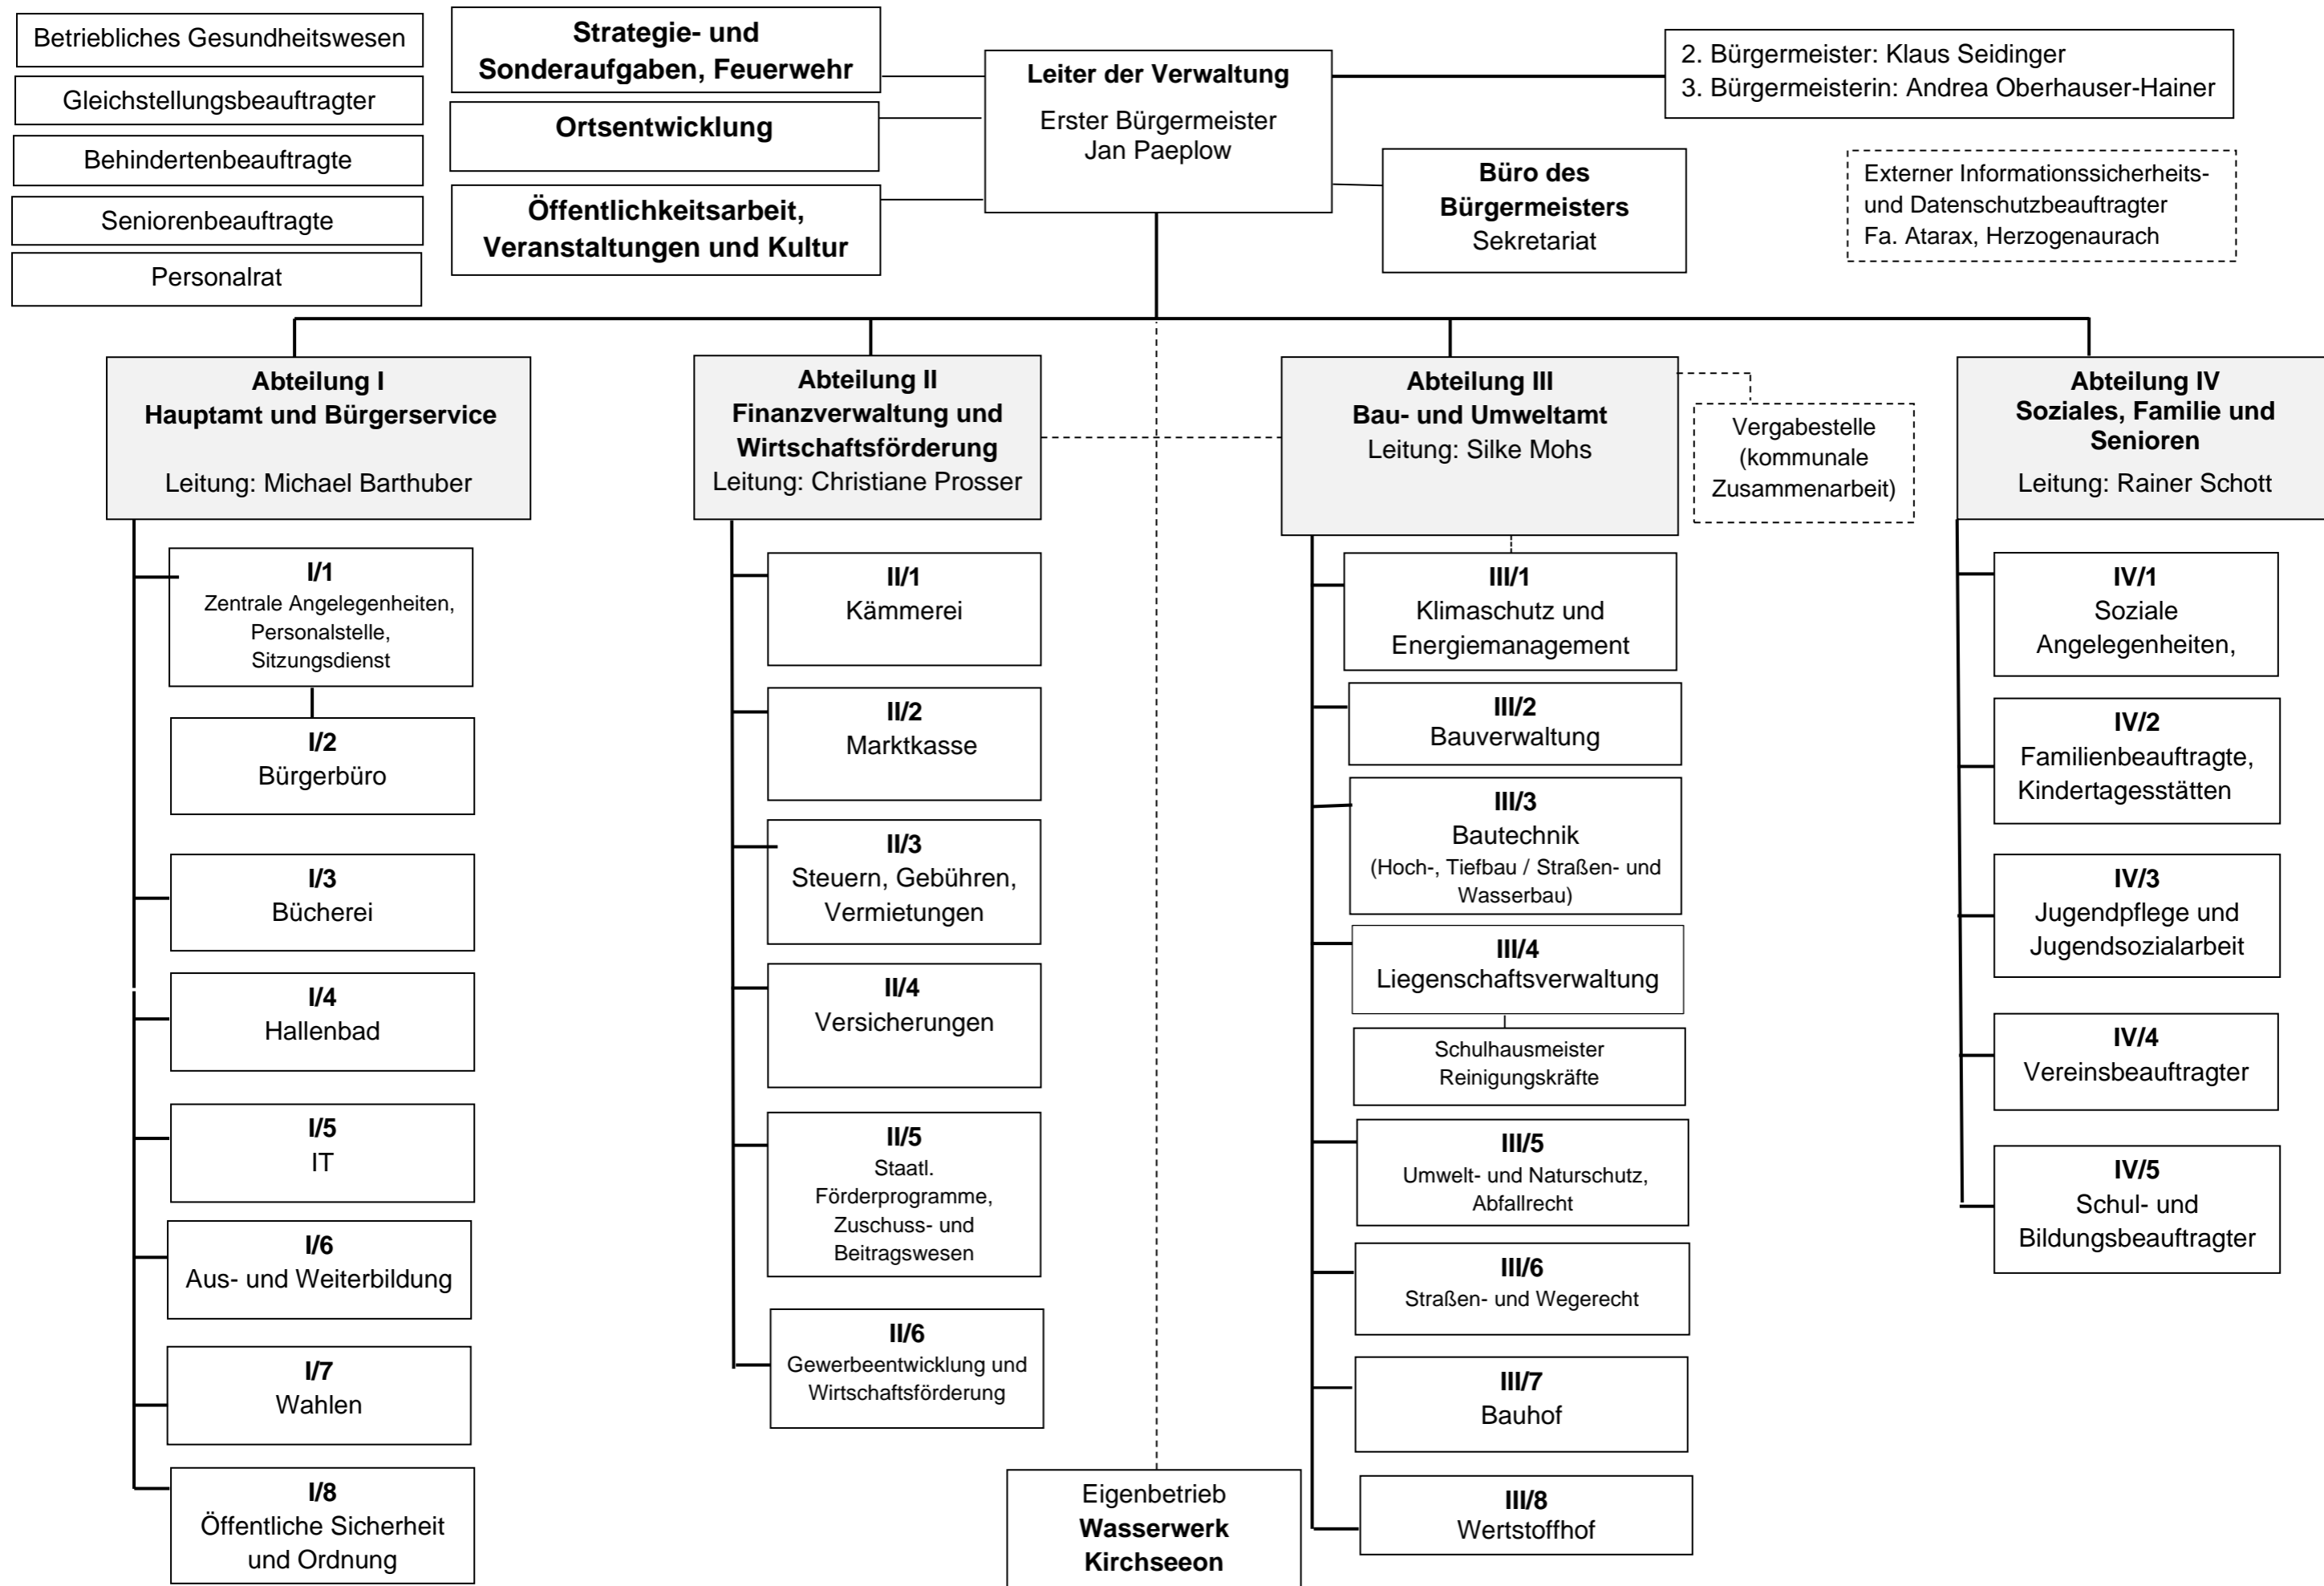 Betriebliches Gesundheitswesen
Gleichstellungsbeauftragter
Behindertenbeauftragte
Seniorenbeauftragte
Personalrat
Strategie- und
Sonderaufgaben, Feuerwehr
Ortsentwicklung
Öffentlichkeitsarbeit,
Veranstaltungen und Kultur
Leiter der Verwaltung
Erster Bürgermeister
Jan Paeplow
2. Bürgermeister: Klaus Seidinger
3. Bürgermeisterin: Andrea Oberhauser-Hainer
Büro des
Bürgermeisters
Sekretariat
Externer Informationssicherheits-
und Datenschutzbeauftragter
Fa. Atarax, Herzogenaurach
Abteilung I
Hauptamt und Bürgerservice
Leitung: Michael Barthuber
I/1
Zentrale Angelegenheiten,
Personalstelle,
Sitzungsdienst
I/2
Bürgerbüro
I/3
Bücherei
I/4
Hallenbad
I/5
IT
I/6
Aus- und Weiterbildung
I/7
Wahlen
I/8
Öffentliche Sicherheit
und Ordnung
Abteilung II
Finanzverwaltung und
Wirtschaftsförderung
Leitung: Christiane Prosser
II/1
Kämmerei
II/2
Marktkasse
II/3
Steuern, Gebühren,
Vermietungen
II/4
Versicherungen
II/5
Staatl.
Förderprogramme,
Zuschuss- und
Beitragswesen
II/6
Gewerbeentwicklung und
Wirtschaftsförderung
Eigenbetrieb
Wasserwerk
Kirchseeon
Abteilung III
Bau- und Umweltamt
Leitung: Silke Mohs
Vergabestelle
(kommunale
Zusammenarbeit)
III/1
Klimaschutz und
Energiemanagement
III/2
Bauverwaltung
III/3
Bautechnik
(Hoch-, Tiefbau / Straßen- und
Wasserbau)
III/4
Liegenschaftsverwaltung
Schulhausmeister
Reinigungskräfte
III/5
Umwelt- und Naturschutz,
Abfallrecht
III/6
Straßen- und Wegerecht
III/7
Bauhof
III/8
Wertstoffhof
Abteilung IV
Soziales, Familie und
Senioren
Leitung: Rainer Schott
IV/1
Soziale
Angelegenheiten,
IV/2
Familienbeauftragte,
Kindertagesstätten
IV/3
Jugendpflege und
Jugendsozialarbeit
IV/4
Vereinsbeauftragter
IV/5
Schul- und
Bildungsbeauftragter